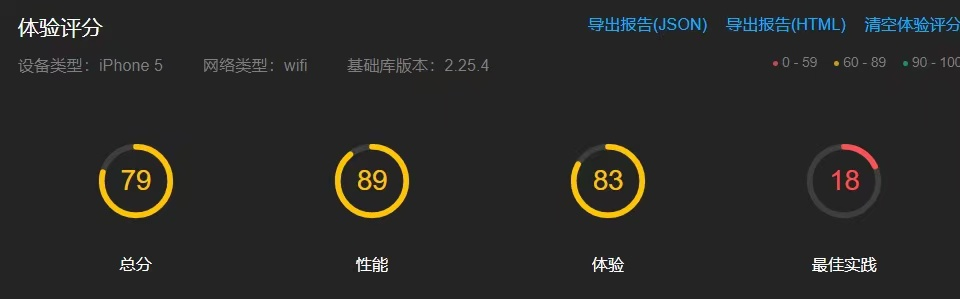 体验评分 导出报告(JSON) 导出报告(HTML) 清空体验评分
设备类型：iPhone 5 网络类型：wifi 基础库版本：2.25.4 0 - 59 60 - 89 90 - 100
79 89 83 18
总分 性能 体验 最佳实践